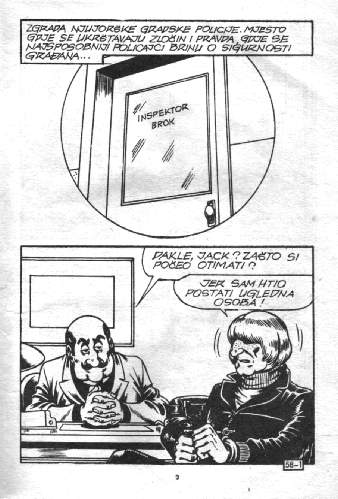 ZGRADA NJUJORSKE GRADSKE POLICIJE. MJESTO
GDJE SE UKRŠTAVAJU ZLOČIN I PRAVDA, GDJE SE
NAJSPOSOBNIJI POLICAJCI BRINU O SIGURNOSTI
GRAĐANA...
INSPEKTOR
BROK
DAKLE, JACK? ZAŠTO SI
POČEO OTIMATI?
JER SAM HTIO
POSTATI UGLEDNA
OSOBA!
58-1
3